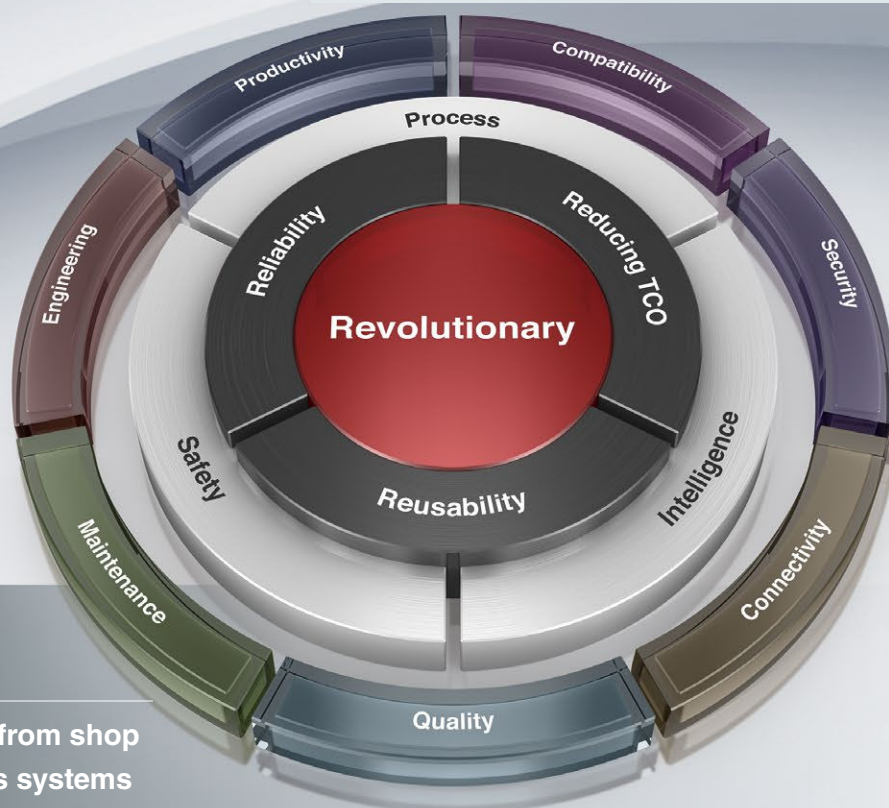 Productivity
Compatibility
Process
Engineering
Reliability
Reducing TCO
Security
Revolutionary
Safety
Reusability
Intelligence
Maintenance
Connectivity
Quality
from shop
s systems